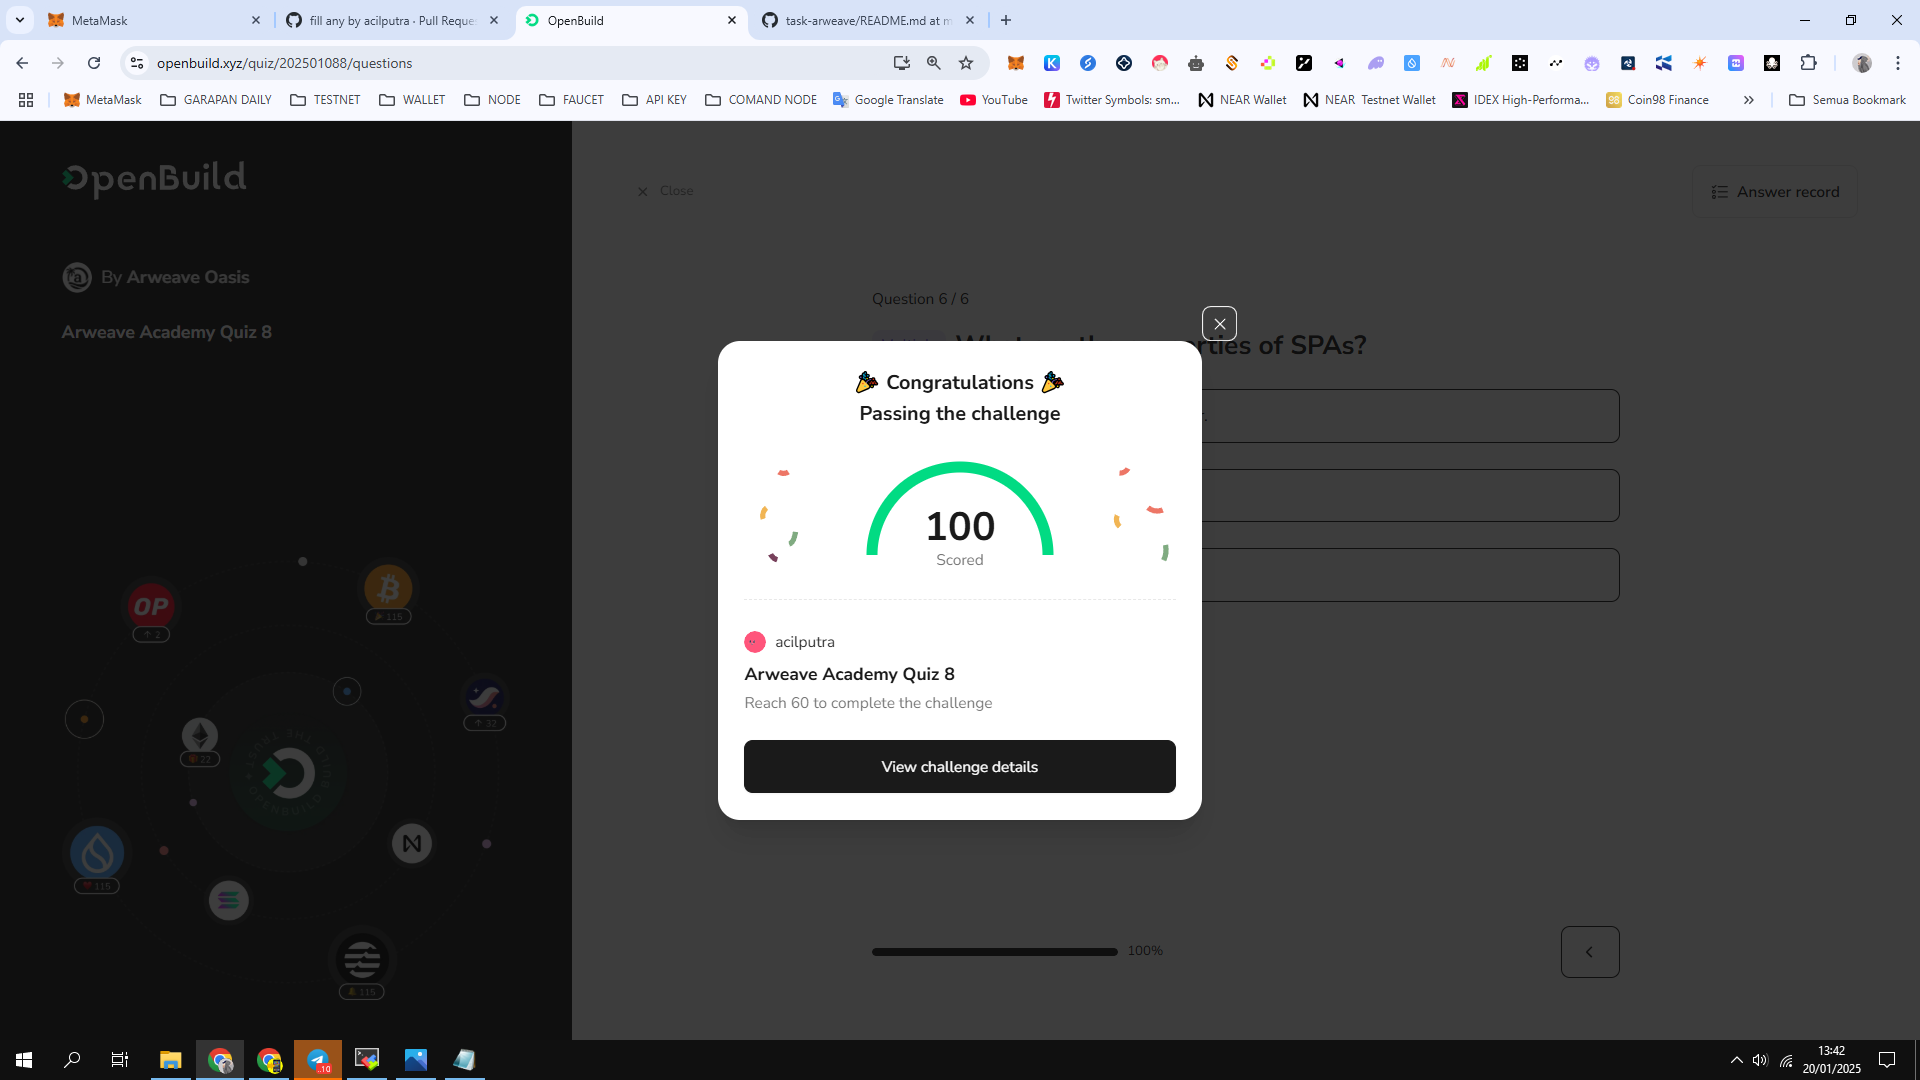 MetaMask
fill any by acilputra · Pull Reque
OpenBuild
task-arweave/README.md at m
openbuild.xyz/quiz/202501088/questions
MetaMask
GARAPAN DAILY
TESTNET
WALLET
NODE
FAUCET
API KEY
COMAND NODE
Google Translate
YouTube
Twitter Symbols: sm...
NEAR Wallet
NEAR Testnet Wallet
IDEX High-Performa...
Coin98 Finance
Semua Bookmark
OpenBuild
By Arweave Oasis
Arweave Academy Quiz 8
OP
2
115
32
22
115
115
Close
Answer record
Question 6 / 6
rties of SPAs?
Congratulations
Passing the challenge
100
Scored
acilputra
Arweave Academy Quiz 8
Reach 60 to complete the challenge
View challenge details
100%
13:42
20/01/2025